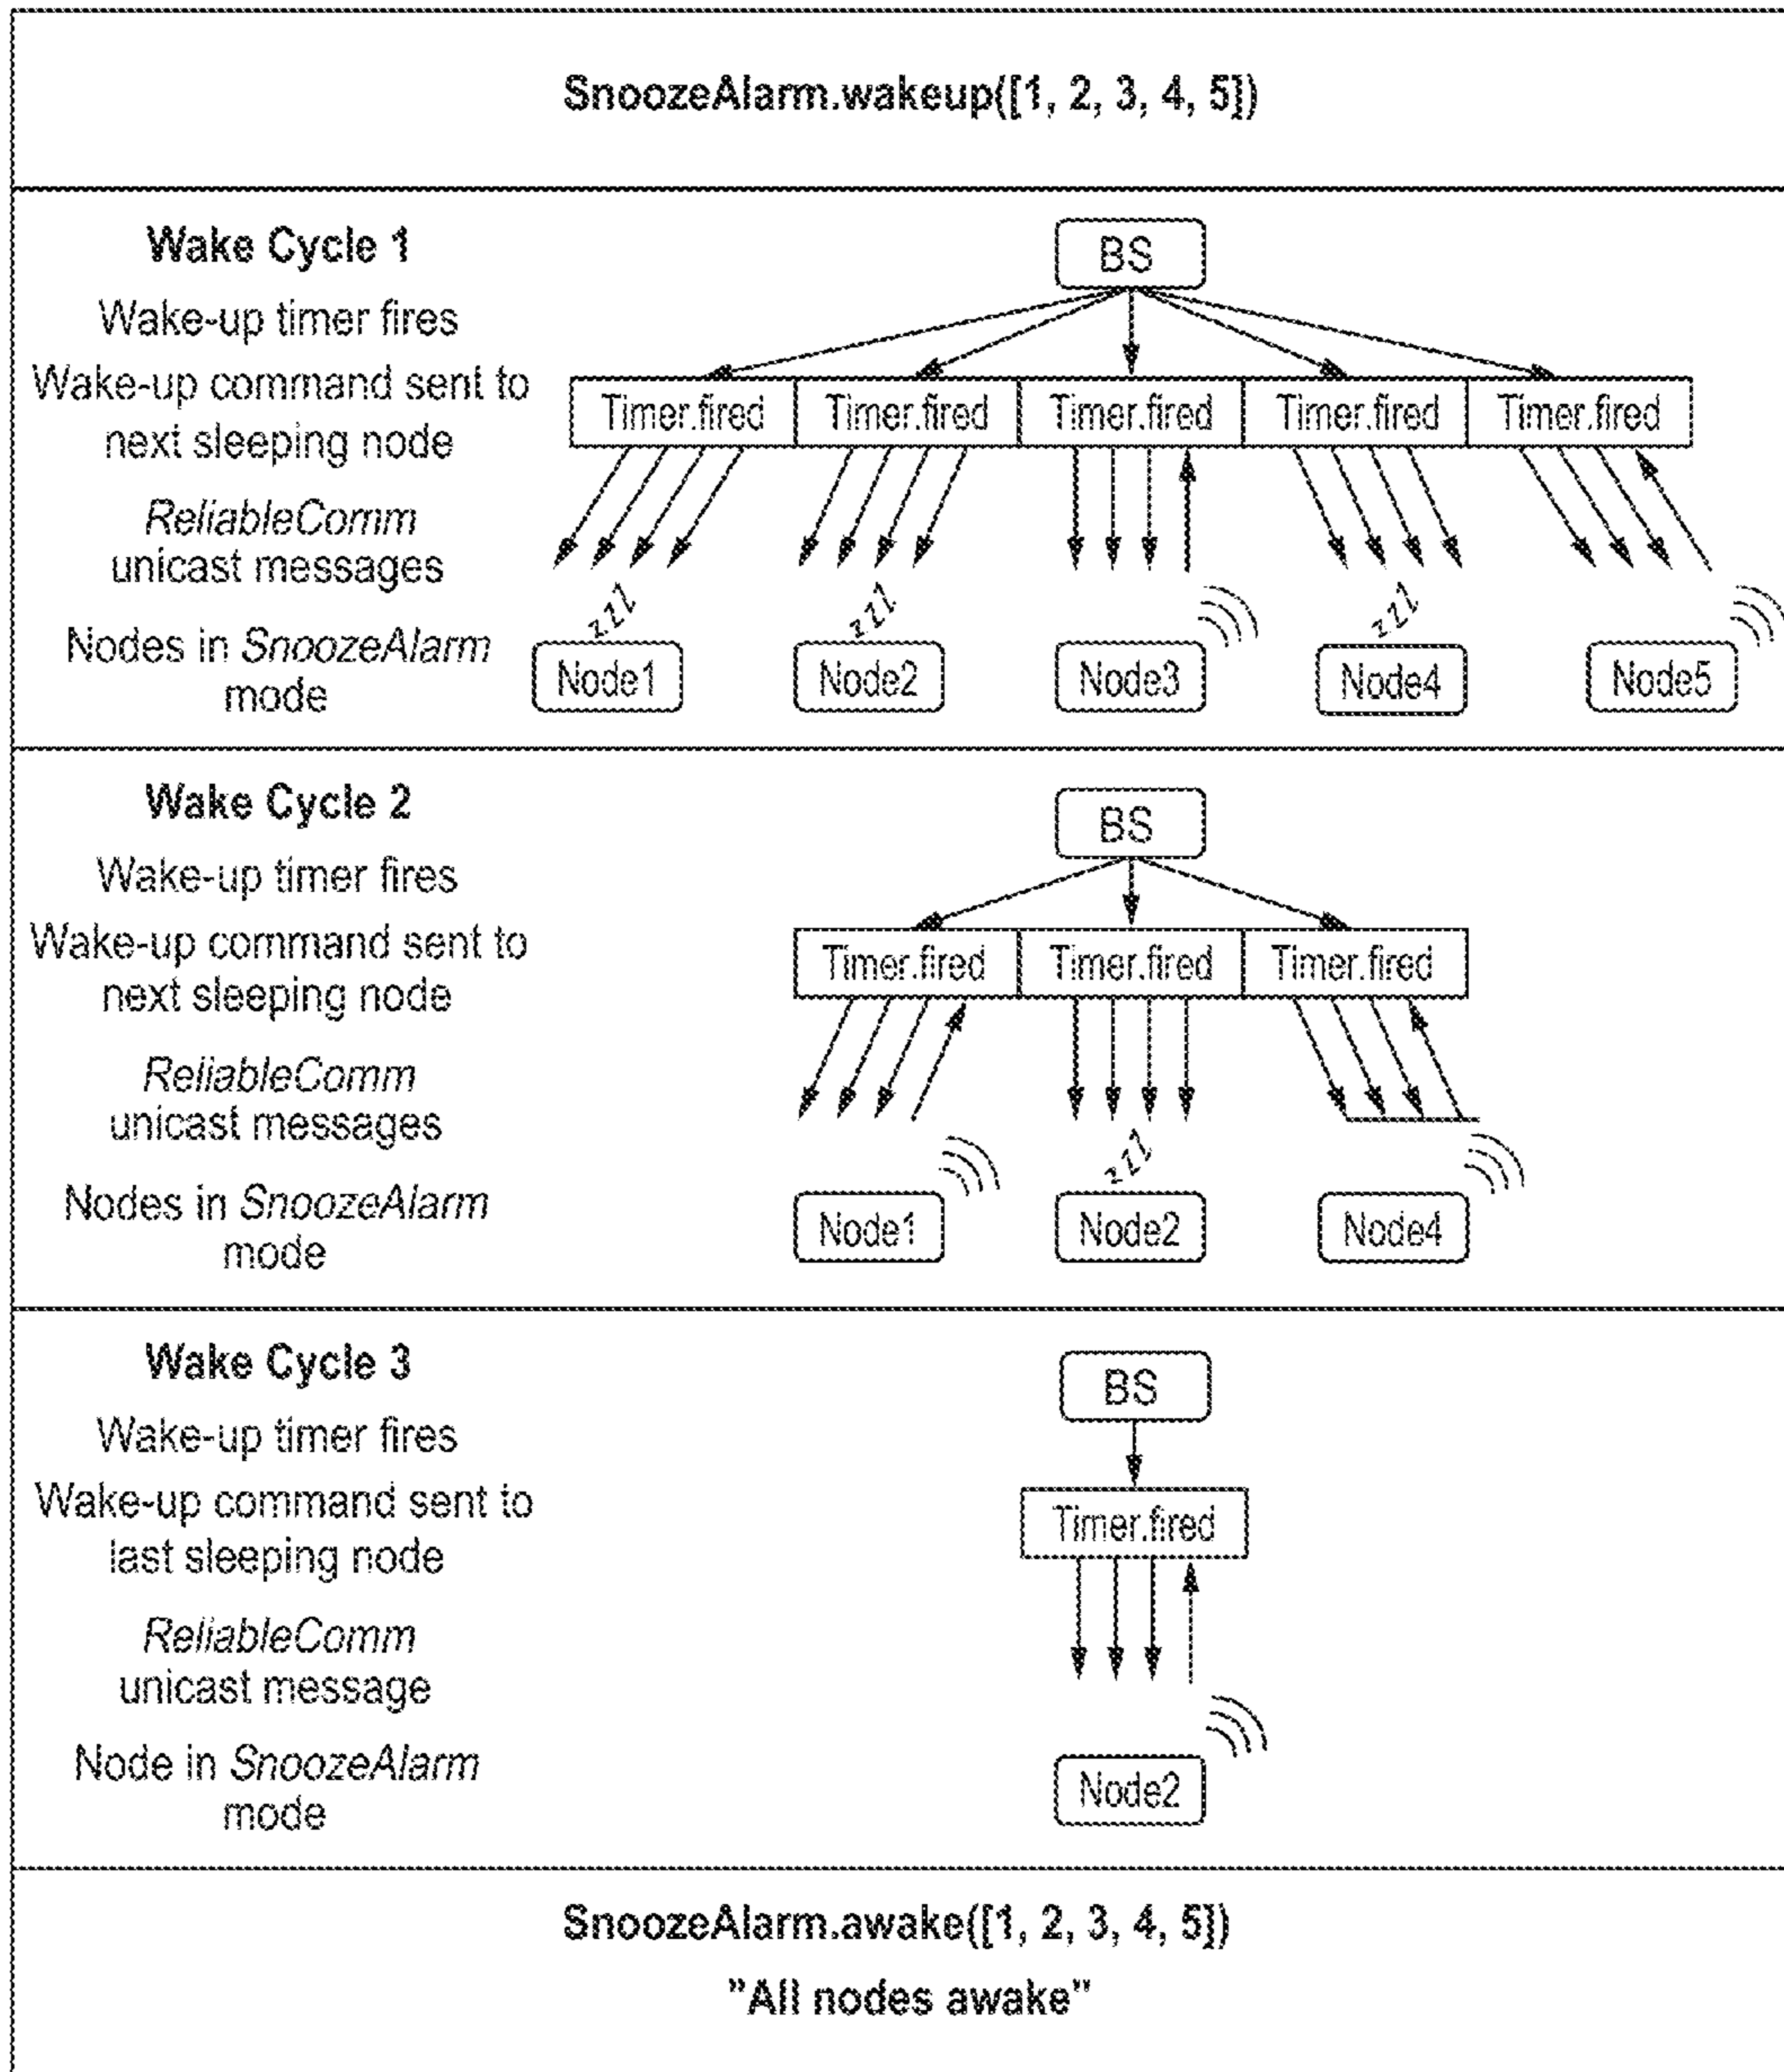 SnoozeAlarm.wakeup([1, 2, 3, 4, 5])
Wake Cycle 1
Wake-up timer fires
Wake-up command sent to
next sleeping node
ReliableComm
unicast messages
Nodes in SnoozeAlarm
mode
BS
Timer.fired Timer.fired Timer.fired Timer.fired Timer.fired
zzz zzz zzz
Node1 Node2 Node3 Node4 Node5
Wake Cycle 2
Wake-up timer fires
Wake-up command sent to
next sleeping node
ReliableComm
unicast messages
Nodes in SnoozeAlarm
mode
BS
Timer.fired Timer.fired Timer.fired
zzz
Node1 Node2 Node4
Wake Cycle 3
Wake-up timer fires
Wake-up command sent to
last sleeping node
ReliableComm
unicast message
Node in SnoozeAlarm
mode
BS
Timer.fired
Node2
SnoozeAlarm.awake([1, 2, 3, 4, 5])
"All nodes awake"